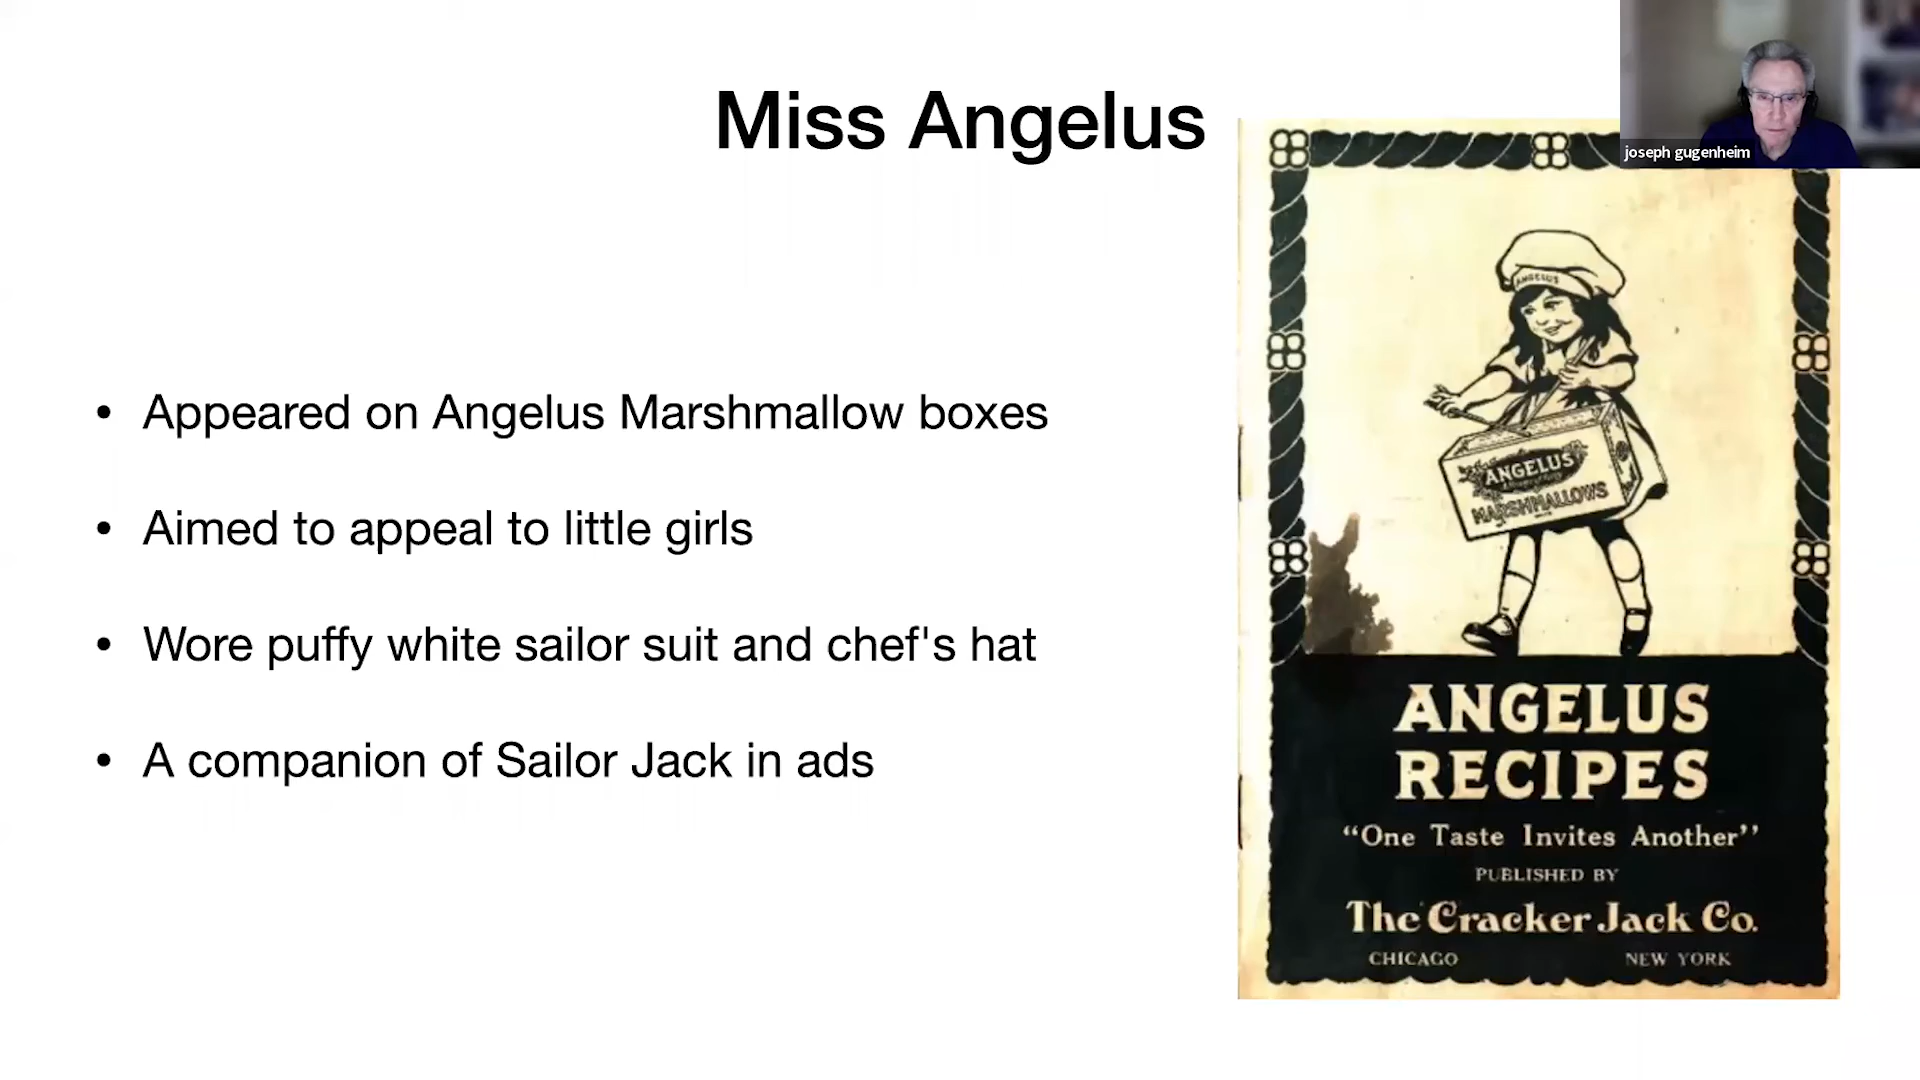 Miss Angelus
joseph gugenheim
• Appeared on Angelus Marshmallow boxes
• Aimed to appeal to little girls
• Wore puffy white sailor suit and chef's hat
• A companion of Sailor Jack in ads
ANGELUS
ANGELUS
MARSHMALLOWS
ANGELUS
RECIPES
“One Taste Invites Another”
PUBLISHED BY
The Cracker Jack Co.
CHICAGO NEW YORK